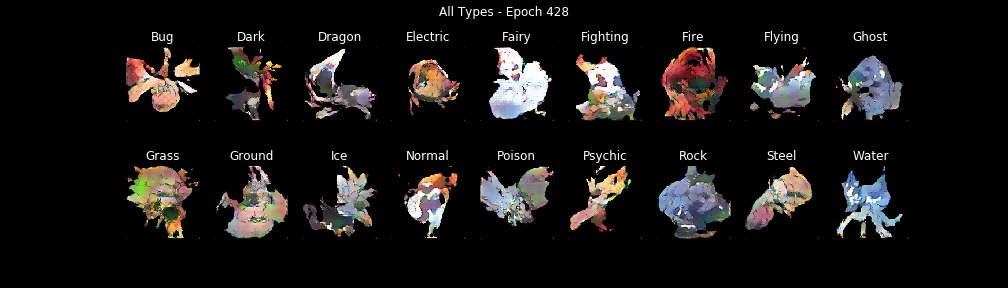 All Types - Epoch 428
Bug Dark Dragon Electric Fairy Fighting Fire Flying Ghost
Grass Ground Ice Normal Poison Psychic Rock Steel Water